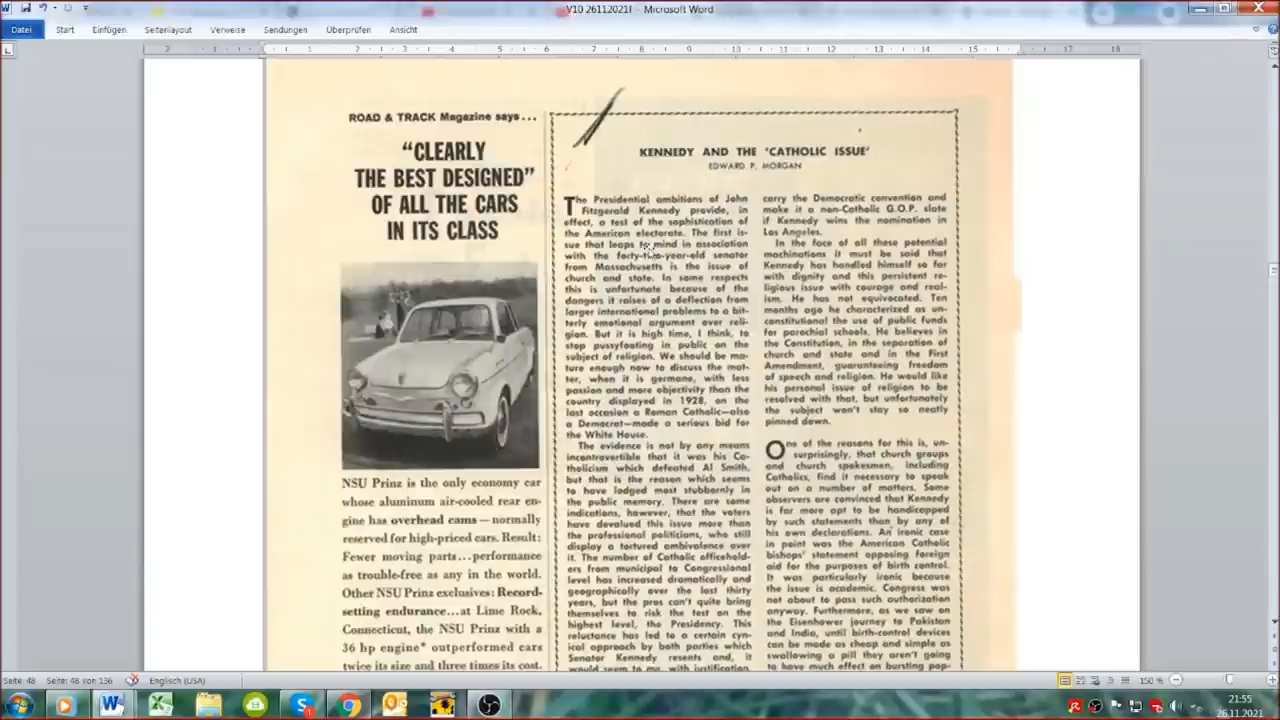 V10 26112021f - Microsoft Word
Datei Start Einfügen Seitenlayout Verweise Sendungen Überprüfen Ansicht
2 1 1 2 3 4 5 6 7 8 9 10 11 12 13 14 15 17 18
ROAD & TRACK Magazine says...
"CLEARLY
THE BEST DESIGNED"
OF ALL THE CARS
IN ITS CLASS
NSU Prinz is the only economy car
whose aluminum air-cooled rear en-
gine has overhead cams — normally
reserved for high-priced cars. Result:
Fewer moving parts...performance
as trouble-free as any in the world.
Other NSU Prinz exclusives: Record-
setting endurance...at Lime Rock,
Connecticut, the NSU Prinz with a
36 bp engine* outperformed cars
twice its size and three times its cost.
KENNEDY AND THE 'CATHOLIC ISSUE'
EDWARD P. MORGAN
The Presidential ambitions of John
Fitzgerald Kennedy provide, in
effect, a test of the sophistication of
the American electorate. The first is-
sue that leaps to mind in association
with the forty-two-year-old senator
from Massachusetts is the issue of
church and state. In some respects
this is unfortunate because of the
dangers it raises of a deflection from
larger international problems to a bit-
terly emotional argument over reli-
gion. But it is high time, I think, to
stop pussyfooting in public on the
subject of religion. We should be ma-
ture enough now to discuss the mat-
ter, when it is germane, with less
passion and more objectivity than the
country displayed in 1928, on the
last occasion a Roman Catholic—also
a Democrat—made a serious bid for
the White House.
The evidence is not by any means
incontrovertible that it was his Ca-
tholicism which defeated Al Smith,
but that is the reason which seems
to have lodged most stubbornly in
the public memory. There are some
indications, however, that the voters
have devalued this issue more than
the professional politicians, who still
display a tortured ambivalence over
it. The number of Catholic officehold-
ers from municipal to Congressional
level has increased dramatically and
geographically over the last thirty
years, but the pros can't quite bring
themselves to risk the test on the
highest level, the Presidency. This
reluctance has led to a certain cyn-
ical approach by both parties which
Senator Kennedy resents and, it
would seem to me, with justification.
carry the Democratic convention and
make it a non-Catholic G.O.P. slate
if Kennedy wins the nomination in
Los Angeles.
In the face of all these potential
machinations it must be said that
Kennedy has handled himself so far
with dignity and this persistent re-
ligious issue with courage and real-
ism. He has not equivocated. Ten
months ago he characterized as un-
constitutional the use of public funds
for parochial schools. He believes in
the Constitution, in the separation of
church and state and in the First
Amendment, guaranteeing freedom
of speech and religion. He would like
his personal issue of religion to be
resolved with that, but unfortunately
the subject won't stay so neatly
pinned down.
One of the reasons for this is, un-
surprisingly, that church groups
and church spokesmen, including
Catholics, find it necessary to speak
out on a number of matters. Some
observers are convinced that Kennedy
is far more apt to be handicapped
by such statements than by any of
his own declarations. An ironic case
in point was the American Catholic
bishops' statement opposing foreign
aid for the purposes of birth control.
It was particularly ironic because
the issue is academic. Congress was
not about to pass such authorization
anyway. Furthermore, as we saw on
the Eisenhower journey to Pakistan
and India, until birth-control devices
can be made as cheap and simple as
swallowing a pill they aren't going
to have much effect on bursting pop-
Seite: 48 Seite: 48 von 136 Englisch (USA) 150 %
21:55
26.11.2021